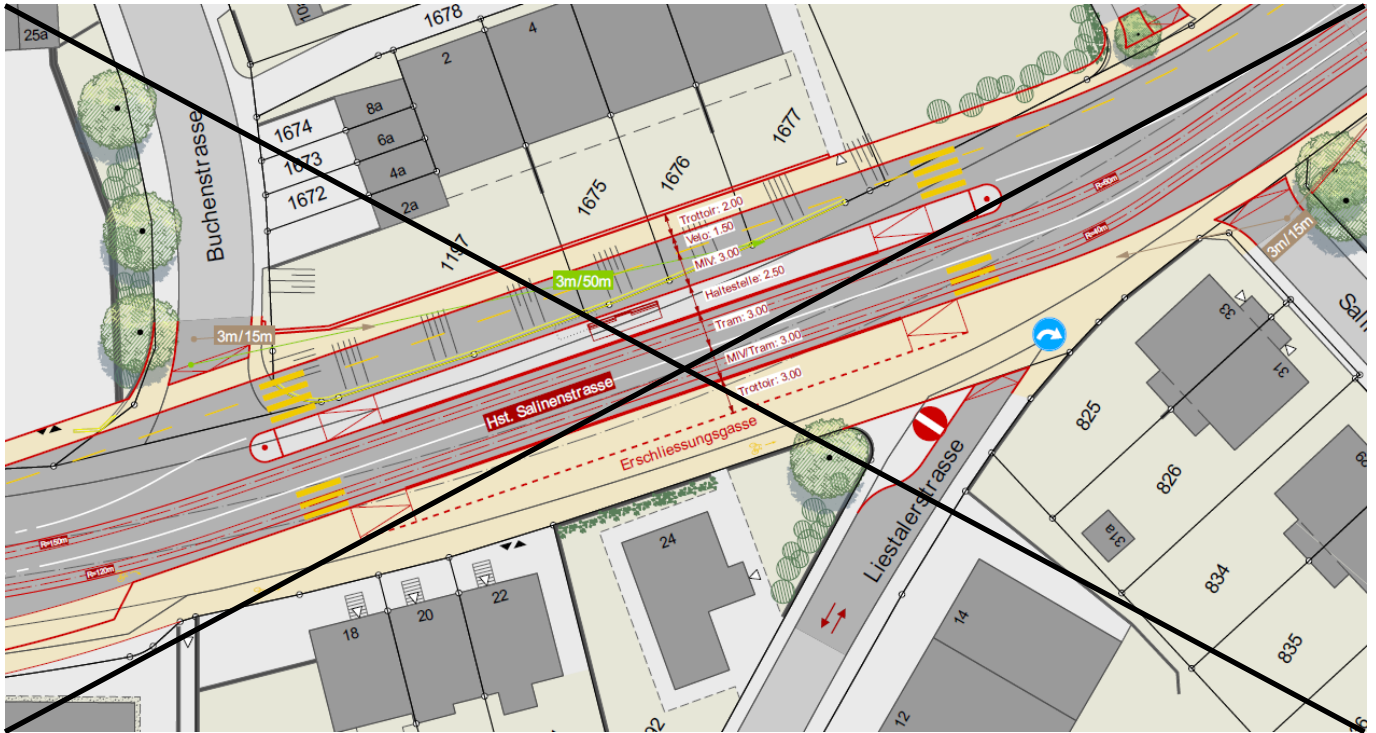 25a
10
1678
2
4
8a
6a
4a
2a
1674
1673
1672
Buchenstrasse
1197
1675
1676
1677
Trottoir: 2.00
Velo: 1.50
MIV: 3.00
Haltestelle: 2.50
Tram: 3.00
MIV/Tram: 3.00
Trottoir: 3.00
3m/50m
3m/15m
3m/15m
R=50m
R=40m
Hst. Salinenstrasse
Erschliessungsgasse
R=150m
R=120m
Liestalerstrasse
33
31
825
826
31a
834
835
24
18
20
22
14
12